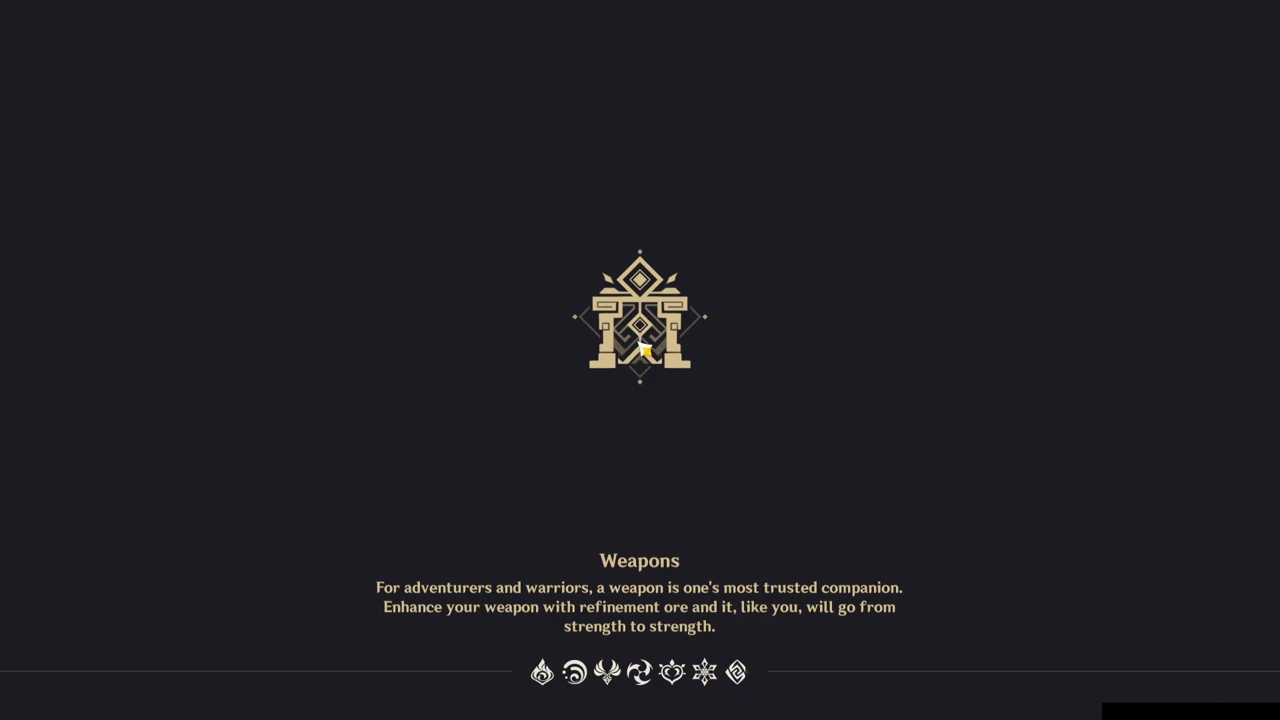 Weapons
For adventurers and warriors, a weapon is one's most trusted companion.
Enhance your weapon with refinement ore and it, like you, will go from
strength to strength.